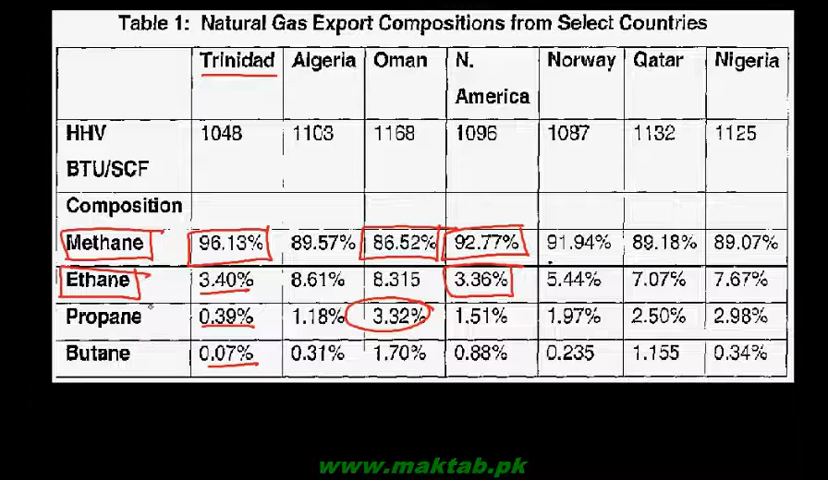 Table 1: Natural Gas Export Compositions from Select Countries
Trinidad Algeria Oman N. America Norway Qatar Nigeria
HHV BTU/SCF 1048 1103 1168 1096 1087 1132 1125
Composition
Methane 96.13% 89.57% 86.52% 92.77% 91.94% 89.18% 89.07%
Ethane 3.40% 8.61% 8.315 3.36% 5.44% 7.07% 7.67%
Propane 0.39% 1.18% 3.32% 1.51% 1.97% 2.50% 2.98%
Butane 0.07% 0.31% 1.70% 0.88% 0.235 1.155 0.34%
www.maktab.pk